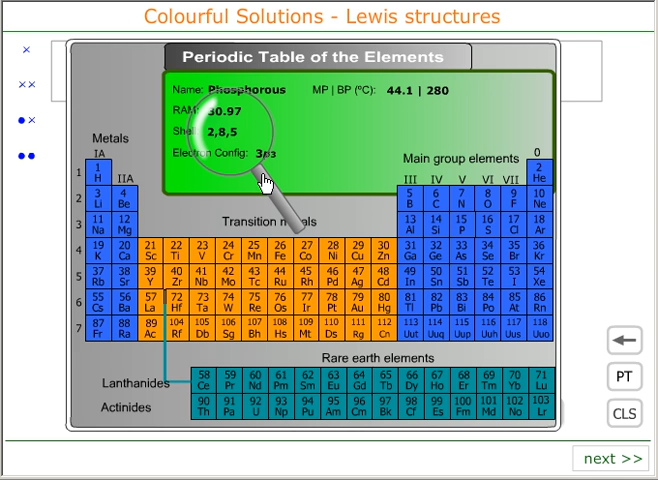 Colourful Solutions - Lewis structures
Periodic Table of the Elements
Name: Phosphorous MP | BP (ºC): 44.1 | 280
RAM: 30.97
Shell: 2,8,5
Electron Config: 3p3
Metals
Main group elements
IA IIA III IV V VI VII 0
Transition metals
1 1 2
H He
2 3 4 5 6 7 8 9 10
Li Be B C N O F Ne
3 11 12 13 14 15 16 17 18
Na Mg Al Si P S Cl Ar
4 19 20 21 22 23 24 25 26 27 28 29 30 31 32 33 34 35 36
K Ca Sc Ti V Cr Mn Fe Co Ni Cu Zn Ga Ge As Se Br Kr
5 37 38 39 40 41 42 43 44 45 46 47 48 49 50 51 52 53 54
Rb Sr Y Zr Nb Mo Tc Ru Rh Pd Ag Cd In Sn Sb Te I Xe
6 55 56 57 72 73 74 75 76 77 78 79 80 81 82 83 84 85 86
Cs Ba La Hf Ta W Re Os Ir Pt Au Hg Tl Pb Bi Po At Rn
7 87 88 89 104 105 106 107 108 109 110 111 112 113 114 115 116 117 118
Fr Ra Ac Rf Db Sg Bh Hs Mt Ds Rg Cn Uut Uuq Uup Uuh Uus Uuo
Rare earth elements
Lanthanides 58 59 60 61 62 63 64 65 66 67 68 69 70 71
Ce Pr Nd Pm Sm Eu Gd Tb Dy Ho Er Tm Yb Lu
Actinides 90 91 92 93 94 95 96 97 98 99 100 101 102 103
Th Pa U Np Pu Am Cm Bk Cf Es Fm Md No Lr
PT
CLS
next >>